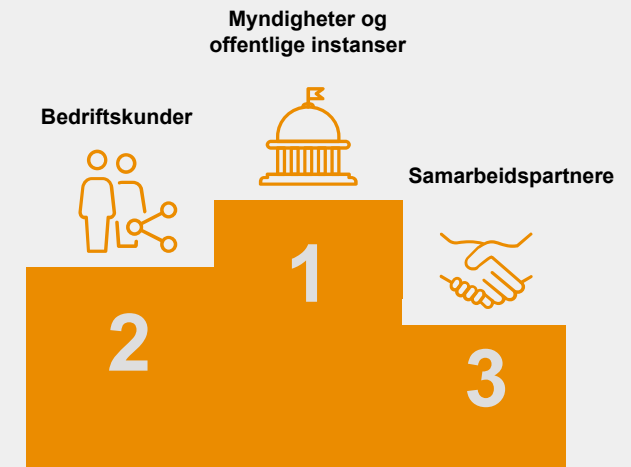 Myndigheter og
offentlige instanser
Bedriftskunder
Samarbeidspartnere
1
2
3